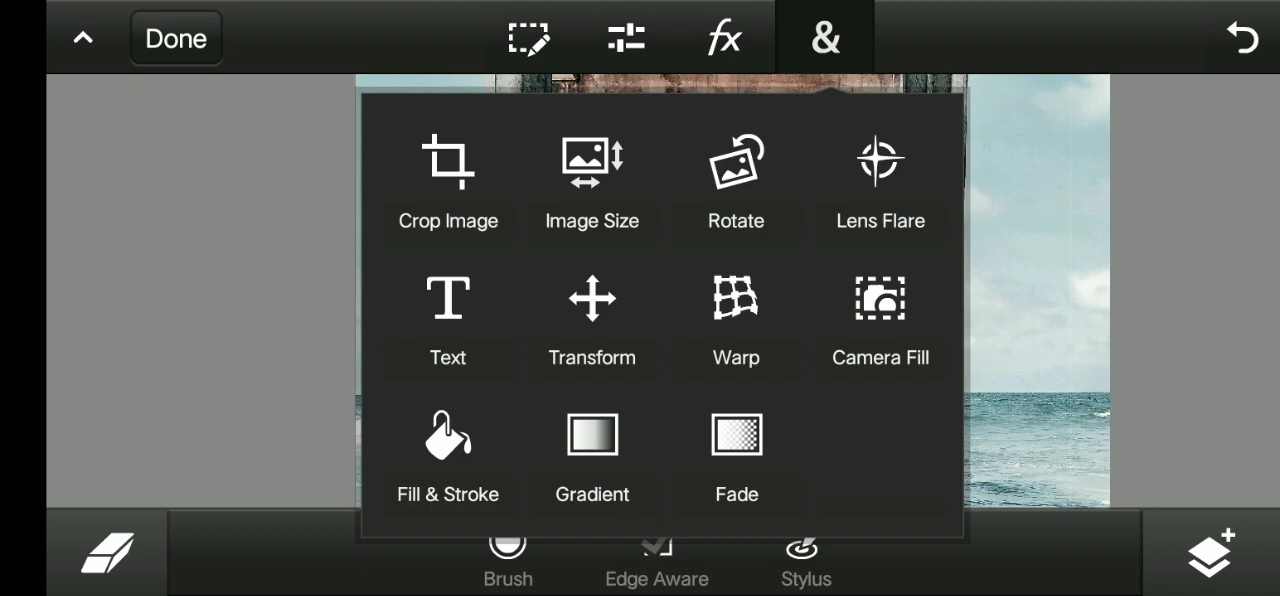 Done fx &
Crop Image Image Size Rotate Lens Flare
T
Text Transform Warp Camera Fill
Fill & Stroke Gradient Fade
Brush Edge Aware Stylus